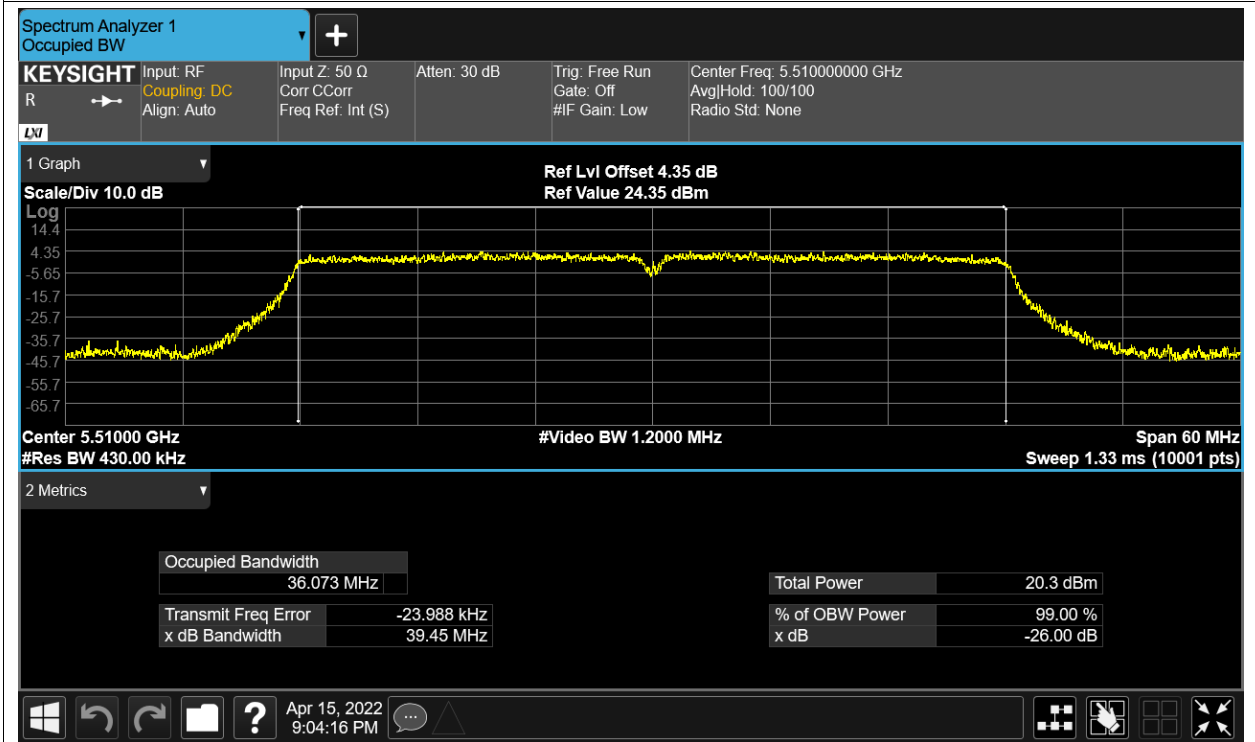 Spectrum Analyzer 1
Occupied BW
KEYSIGHT
R
LXI
Input: RF
Coupling: DC
Align: Auto
Input Z: 50 Ω
Corr CCorr
Freq Ref: Int (S)
Atten: 30 dB
Trig: Free Run
Gate: Off
#IF Gain: Low
Center Freq: 5.510000000 GHz
Avg|Hold: 100/100
Radio Std: None
1 Graph
Scale/Div 10.0 dB
Ref Lvl Offset 4.35 dB
Ref Value 24.35 dBm
Log
14.4
4.35
-5.65
-15.7
-25.7
-35.7
-45.7
-55.7
-65.7
Center 5.51000 GHz
#Video BW 1.2000 MHz
Span 60 MHz
#Res BW 430.00 kHz
Sweep 1.33 ms (10001 pts)
2 Metrics
Occupied Bandwidth
36.073 MHz
Total Power 20.3 dBm
Transmit Freq Error -23.988 kHz
% of OBW Power 99.00 %
x dB Bandwidth 39.45 MHz
x dB -26.00 dB
?
Apr 15, 2022
9:04:16 PM